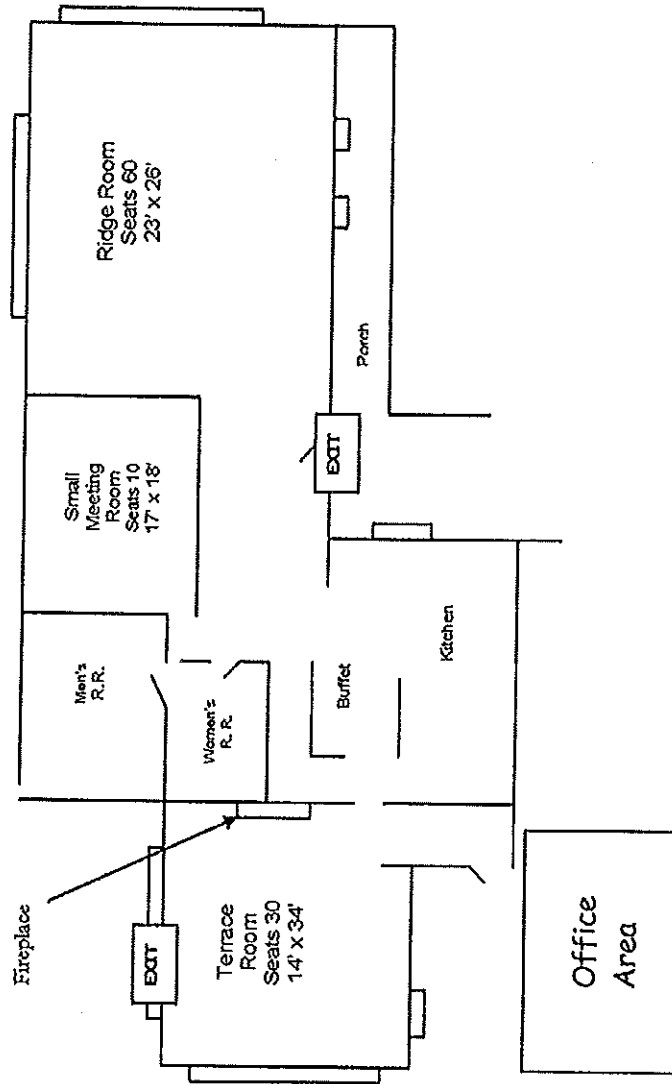 Fireplace
Men's
R.R.
Small
Meeting
Room
Seats 10
17' x 18'
Ridge Room
Seats 60
23' x 26'
EXIT
Women's
R. R.
Terrace
Room
Seats 30
14' x 34'
Buffet
EXIT
Porch
Kitchen
Office
Area